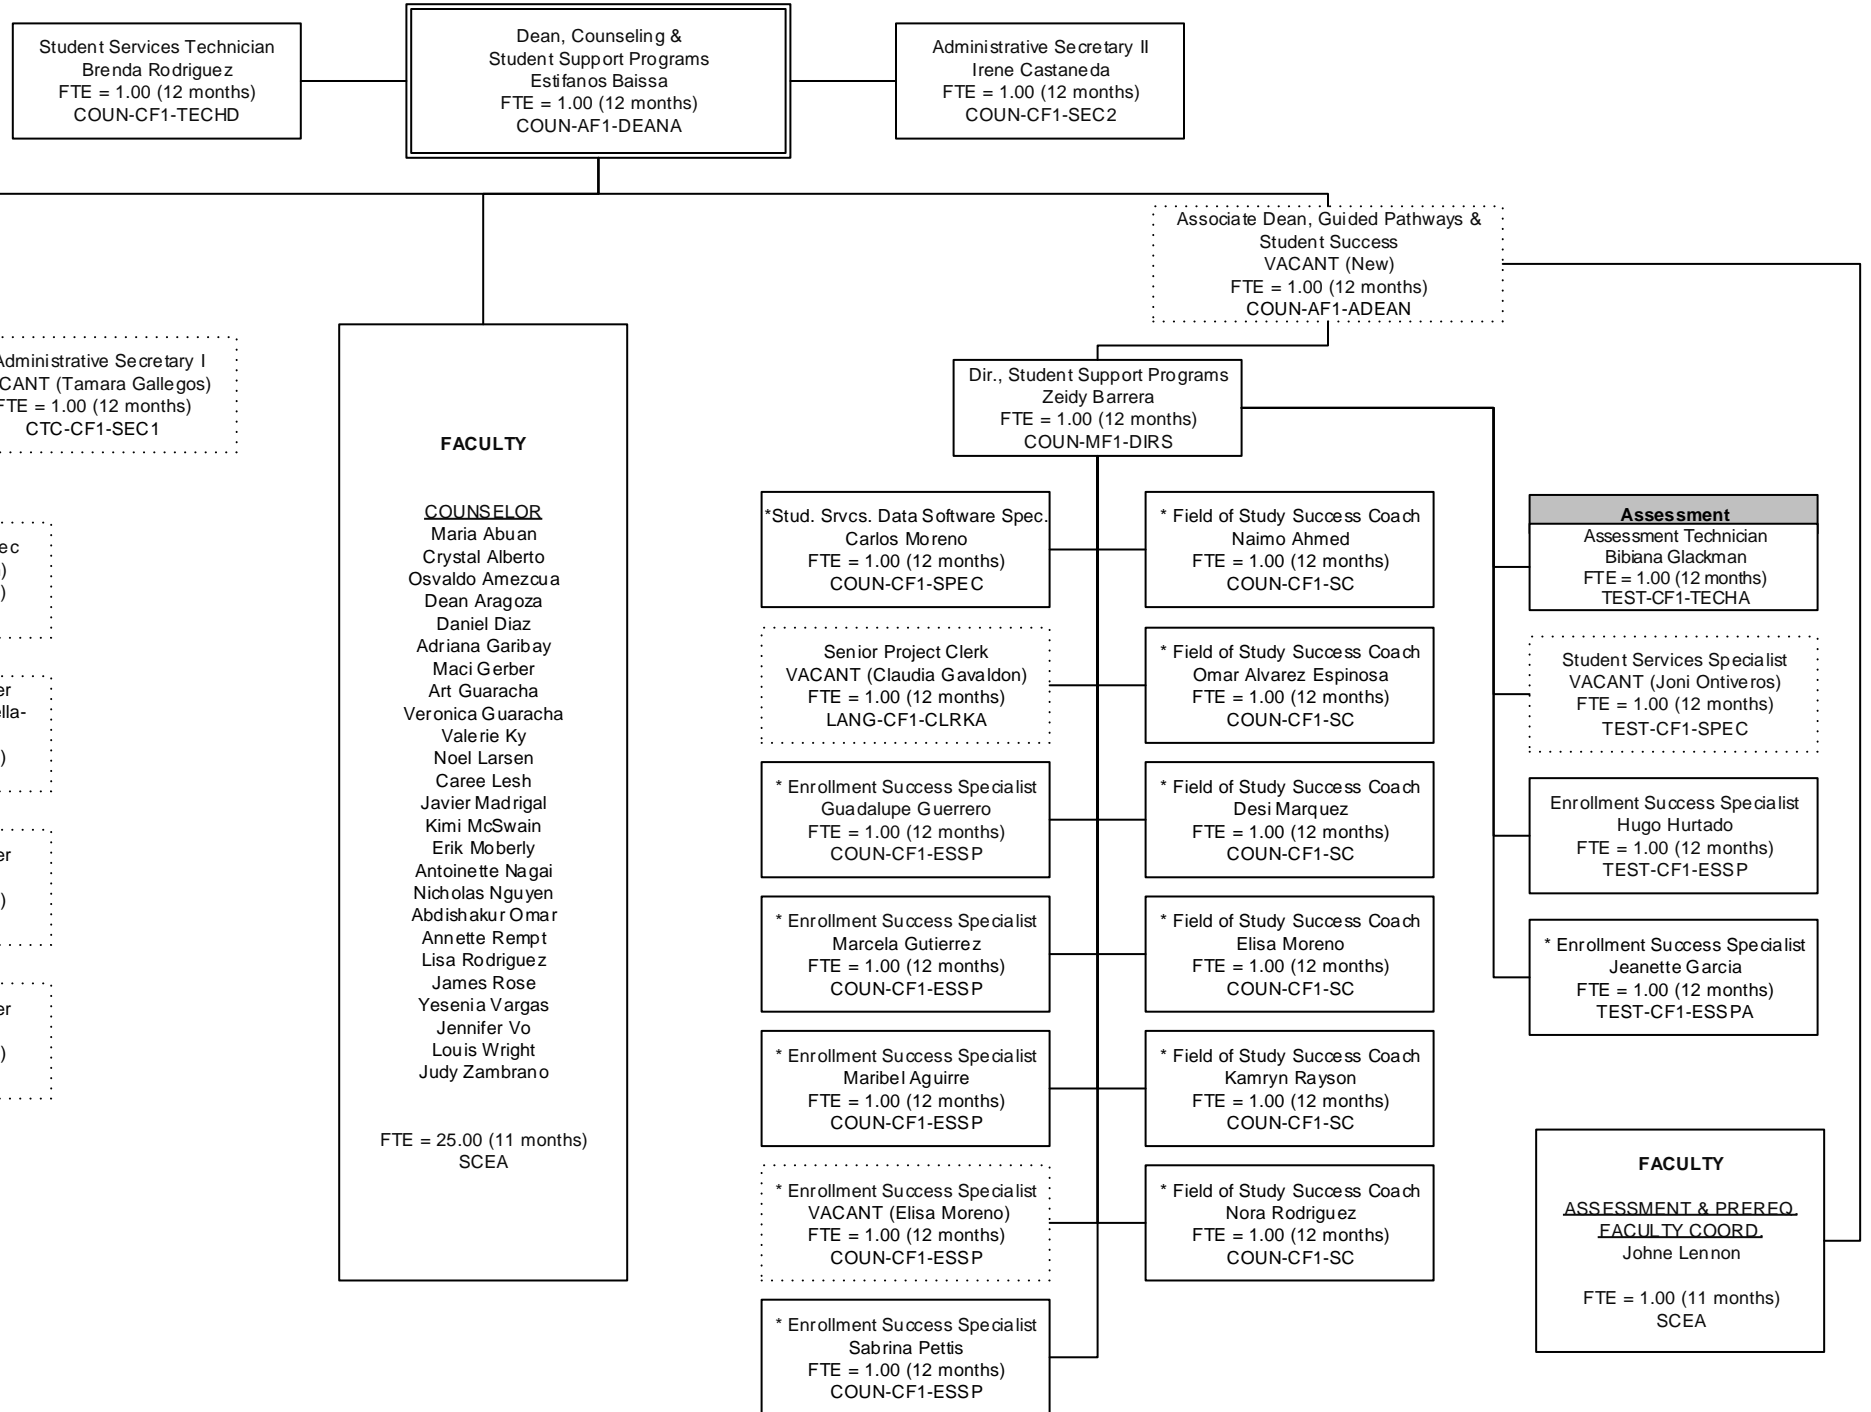 Student Services Technician
Brenda Rodriguez
FTE = 1.00 (12 months)
COUN-CF1-TECHD
Dean, Counseling &
Student Support Programs
Estifanos Baissa
FTE = 1.00 (12 months)
COUN-AF1-DEANA
Administrative Secretary II
Irene Castaneda
FTE = 1.00 (12 months)
COUN-CF1-SEC2
Associate Dean, Guided Pathways &
Student Success
VACANT (New)
FTE = 1.00 (12 months)
COUN-AF1-ADEAN
Administrative Secretary I
(Tamara Gallegos)
= 1.00 (12 months)
CTC-CF1-SEC1
FACULTY
COUNSELOR
Maria Abuan
Crystal Alberto
Osvaldo Amezcua
Dean Aragoza
Daniel Diaz
Adriana Garibay
Maci Gerber
Art Guaracha
Veronica Guaracha
Valerie Ky
Noel Larsen
Caree Lesh
Javier Madrigal
Kimi McSwain
Erik Moberly
Antoinette Nagai
Nicholas Nguyen
Abdishakur Omar
Annette Rempt
Lisa Rodriguez
James Rose
Yesenia Vargas
Jennifer Vo
Louis Wright
Judy Zambrano
FTE = 25.00 (11 months)
SCEA
Dir., Student Support Programs
Zeidy Barrera
FTE = 1.00 (12 months)
COUN-MF1-DIRS
*Stud. Srvcs. Data Software Spec.
Carlos Moreno
FTE = 1.00 (12 months)
COUN-CF1-SPEC
Senior Project Clerk
VACANT (Claudia Gavaldon)
FTE = 1.00 (12 months)
LANG-CF1-CLRKA
* Enrollment Success Specialist
Guadalupe Guerrero
FTE = 1.00 (12 months)
COUN-CF1-ESSP
* Enrollment Success Specialist
Marcela Gutierrez
FTE = 1.00 (12 months)
COUN-CF1-ESSP
* Enrollment Success Specialist
Maribel Aguirre
FTE = 1.00 (12 months)
COUN-CF1-ESSP
* Enrollment Success Specialist
VACANT (Elisa Moreno)
FTE = 1.00 (12 months)
COUN-CF1-ESSP
* Enrollment Success Specialist
Sabrina Pettis
FTE = 1.00 (12 months)
COUN-CF1-ESSP
* Field of Study Success Coach
Naimo Ahmed
FTE = 1.00 (12 months)
COUN-CF1-SC
* Field of Study Success Coach
Omar Alvarez Espinosa
FTE = 1.00 (12 months)
COUN-CF1-SC
* Field of Study Success Coach
Desi Marquez
FTE = 1.00 (12 months)
COUN-CF1-SC
* Field of Study Success Coach
Elisa Moreno
FTE = 1.00 (12 months)
COUN-CF1-SC
* Field of Study Success Coach
Kamryn Rayson
FTE = 1.00 (12 months)
COUN-CF1-SC
* Field of Study Success Coach
Nora Rodriguez
FTE = 1.00 (12 months)
COUN-CF1-SC
Assessment
Assessment Technician
Bibiana Glackman
FTE = 1.00 (12 months)
TEST-CF1-TECHA
Student Services Specialist
VACANT (Joni Ontiveros)
FTE = 1.00 (12 months)
TEST-CF1-SPEC
Enrollment Success Specialist
Hugo Hurtado
FTE = 1.00 (12 months)
TEST-CF1-ESSP
* Enrollment Success Specialist
Jeanette Garcia
FTE = 1.00 (12 months)
TEST-CF1-ESSPA
FACULTY
ASSESSMENT & PREREQ.
FACULTY COORD.
Johne Lennon
FTE = 1.00 (11 months)
SCEA